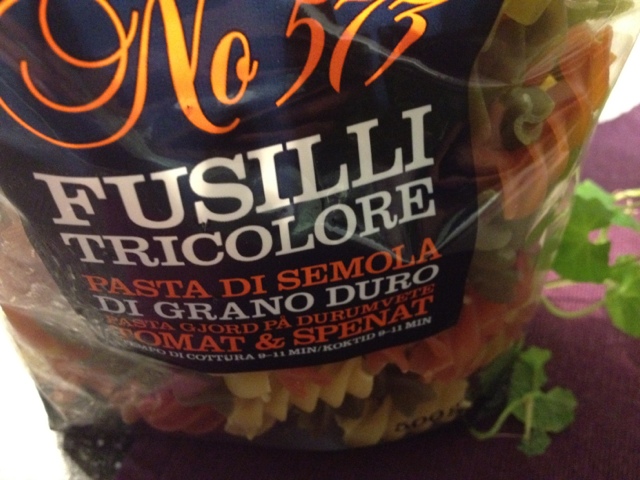 No 573
FUSILLI
TRICOLORE
PASTA DI SEMOLA
DI GRANO DURO
PASTA GJORD PÅ DURUMVETE
TOMAT & SPENAT
TEMPO DI COTTURA 9-11 MIN/KOKTID 9-11 MIN
500